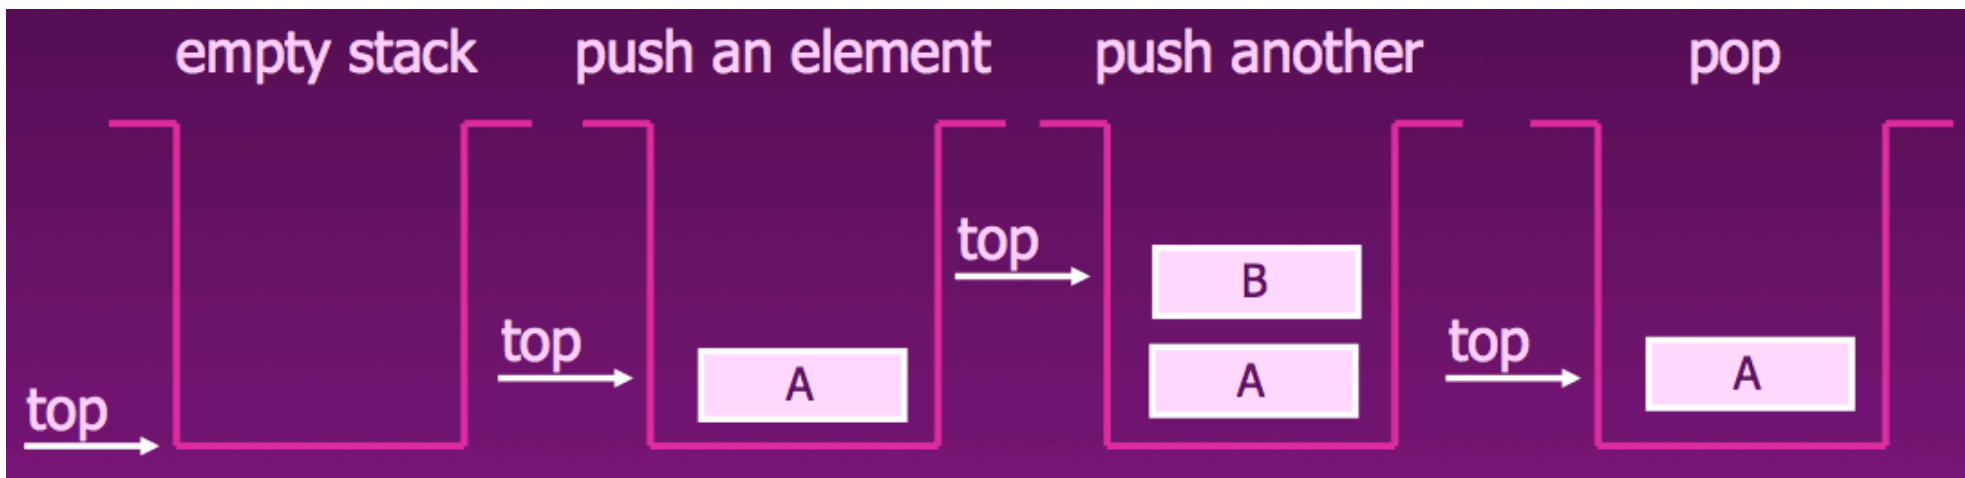 empty stack
push an element
push another
pop
top
top
A
top
B
A
top
A